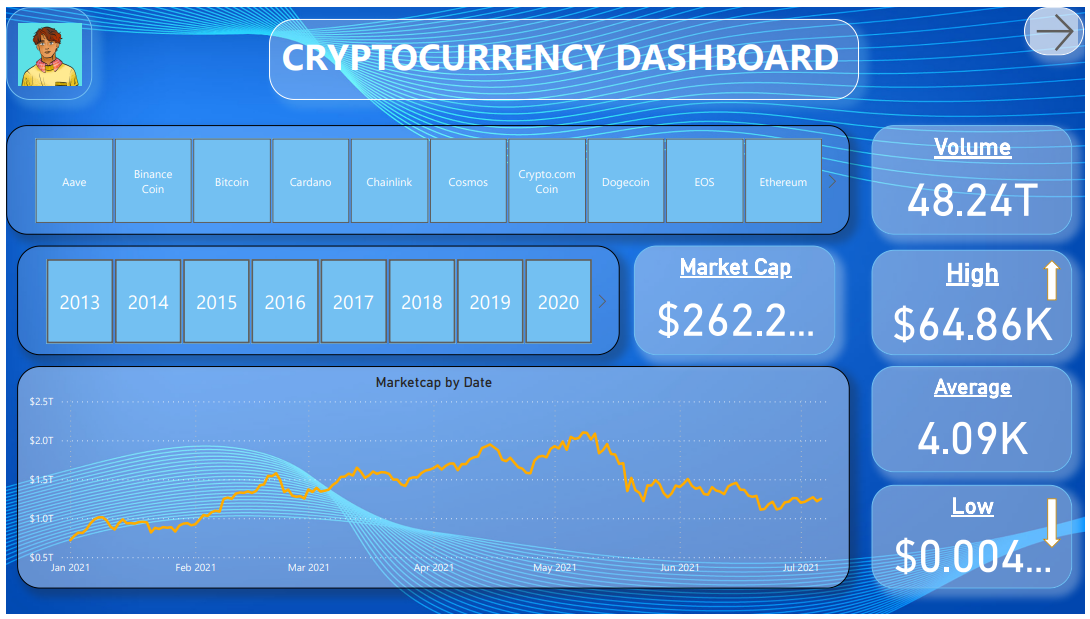 CRYPTOCURRENCY DASHBOARD
Aave
Binance
Coin
Bitcoin
Cardano
Chainlink
Cosmos
Crypto.com
Coin
Dogecoin
EOS
Ethereum
Volume
48.24T
2013
2014
2015
2016
2017
2018
2019
2020
Market Cap
$262.2...
High
$64.86K
Marketcap by Date
$2.5T
$2.0T
$1.5T
$1.0T
$0.5T
Jan 2021
Feb 2021
Mar 2021
Apr 2021
May 2021
Jun 2021
Jul 2021
Average
4.09K
Low
$0.004...